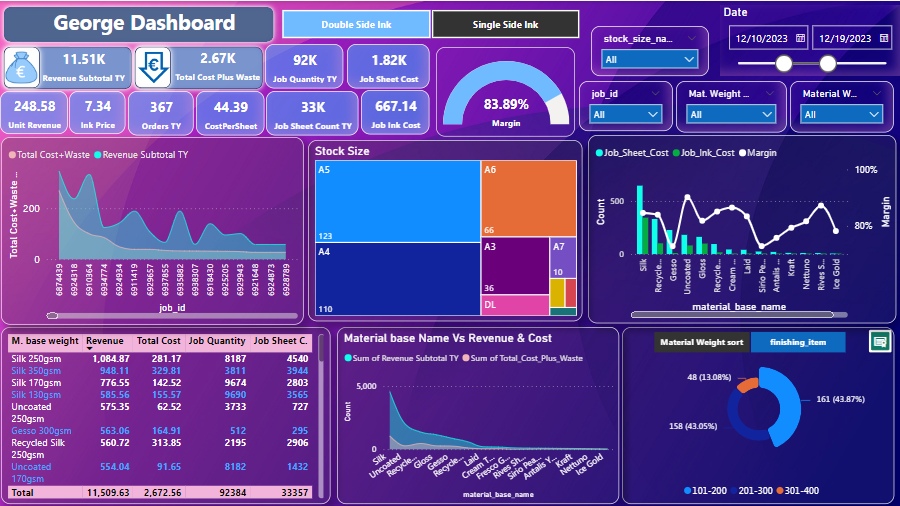 George Dashboard
Double Side Ink
Single Side Ink
Date
12/10/2023
12/19/2023
stock_size_na...
All
job_id
All
Mat. Weight ...
All
Material W...
All
11.51K
Revenue Subtotal TY
2.67K
Total Cost Plus Waste
92K
Job Quantity TY
1.82K
Job Sheet Cost
248.58
Unit Revenue
7.34
Ink Price
367
Orders TY
44.39
CostPerSheet
33K
Job Sheet Count TY
667.14
Job Ink Cost
83.89%
Margin
Total Cost+Waste
Revenue Subtotal TY
Total Cost+Waste ...
200
0
6874439
6924318
6910364
6934774
6924934
6931419
6929657
6937855
6935882
6938307
6918430
6925205
6929943
6921648
6924873
6928789
job_id
Stock Size
A5
123
A4
110
A6
66
A3
36
A7
10
DL
Job_Sheet_Cost
Job_Ink_Cost
Margin
Count
500
0
100%
80%
Margin
Silk
Recycle...
Gesso
Uncoated
Gloss
Recycle...
Cream ...
Laid
Sirio Pe...
Antalis ...
Kraft
Nettuno
Rives S...
Ice Gold
material_base_name
M. base weight Revenue Total Cost Job Quantity Job Sheet C.
Silk 250gsm 1,084.87 281.17 8187 4540
Silk 350gsm 948.11 329.81 3811 3944
Silk 170gsm 776.55 142.52 9674 2803
Silk 130gsm 585.56 155.57 9690 3565
Uncoated 250gsm 575.35 62.52 3733 727
Gesso 300gsm 563.06 164.91 512 295
Recycled Silk 250gsm 560.72 313.85 2195 2906
Uncoated 170gsm 554.04 91.65 8182 1432
Total 11,509.63 2,672.56 92384 33357
Material base Name Vs Revenue & Cost
Sum of Revenue Subtotal TY
Sum of Total_Cost_Plus_Waste
Count
5,000
0
Silk
Uncoated
Recycle...
Gloss
Gesso
Recycle...
Laid
Cream T...
Fresco G...
Rives Sh...
Sirio Pea...
Antalis Y...
Kraft
Nettuno
Ice Gold
material_base_name
Material Weight sort
finishing_item
48 (13.08%)
161 (43.87%)
158 (43.05%)
101-200
201-300
301-400